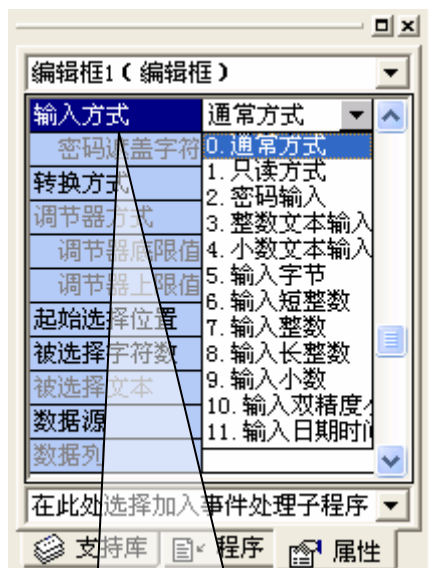 编辑框1（编辑框）
输入方式 通常方式
密码遮盖字符
转换方式
调节器方式
调节器底限值
调节器上限值
起始选择位置
被选择字符数
被选择文本
数据源
数据列
0.通常方式
1.只读方式
2.密码输入
3.整数文本输入
4.小数文本输入
5.输入字节
6.输入短整数
7.输入整数
8.输入长整数
9.输入小数
10.输入双精度
11.输入日期时
在此处选择加入事件处理子程序
支持库 程序 属性